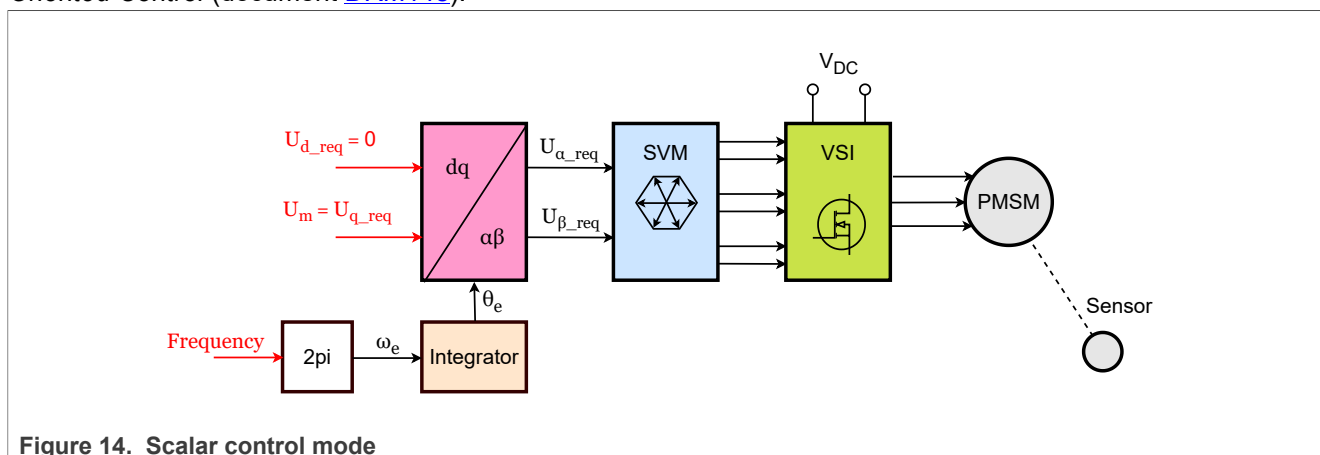 Oriented Control (document DRM148).
V_DC
U_d_req = 0
dq
U_α_req
SVM
VSI
U_m = U_q_req
αβ
U_β_req
PMSM
θ_e
Sensor
Frequency
2pi
ω_e
Integrator
Figure 14. Scalar control mode